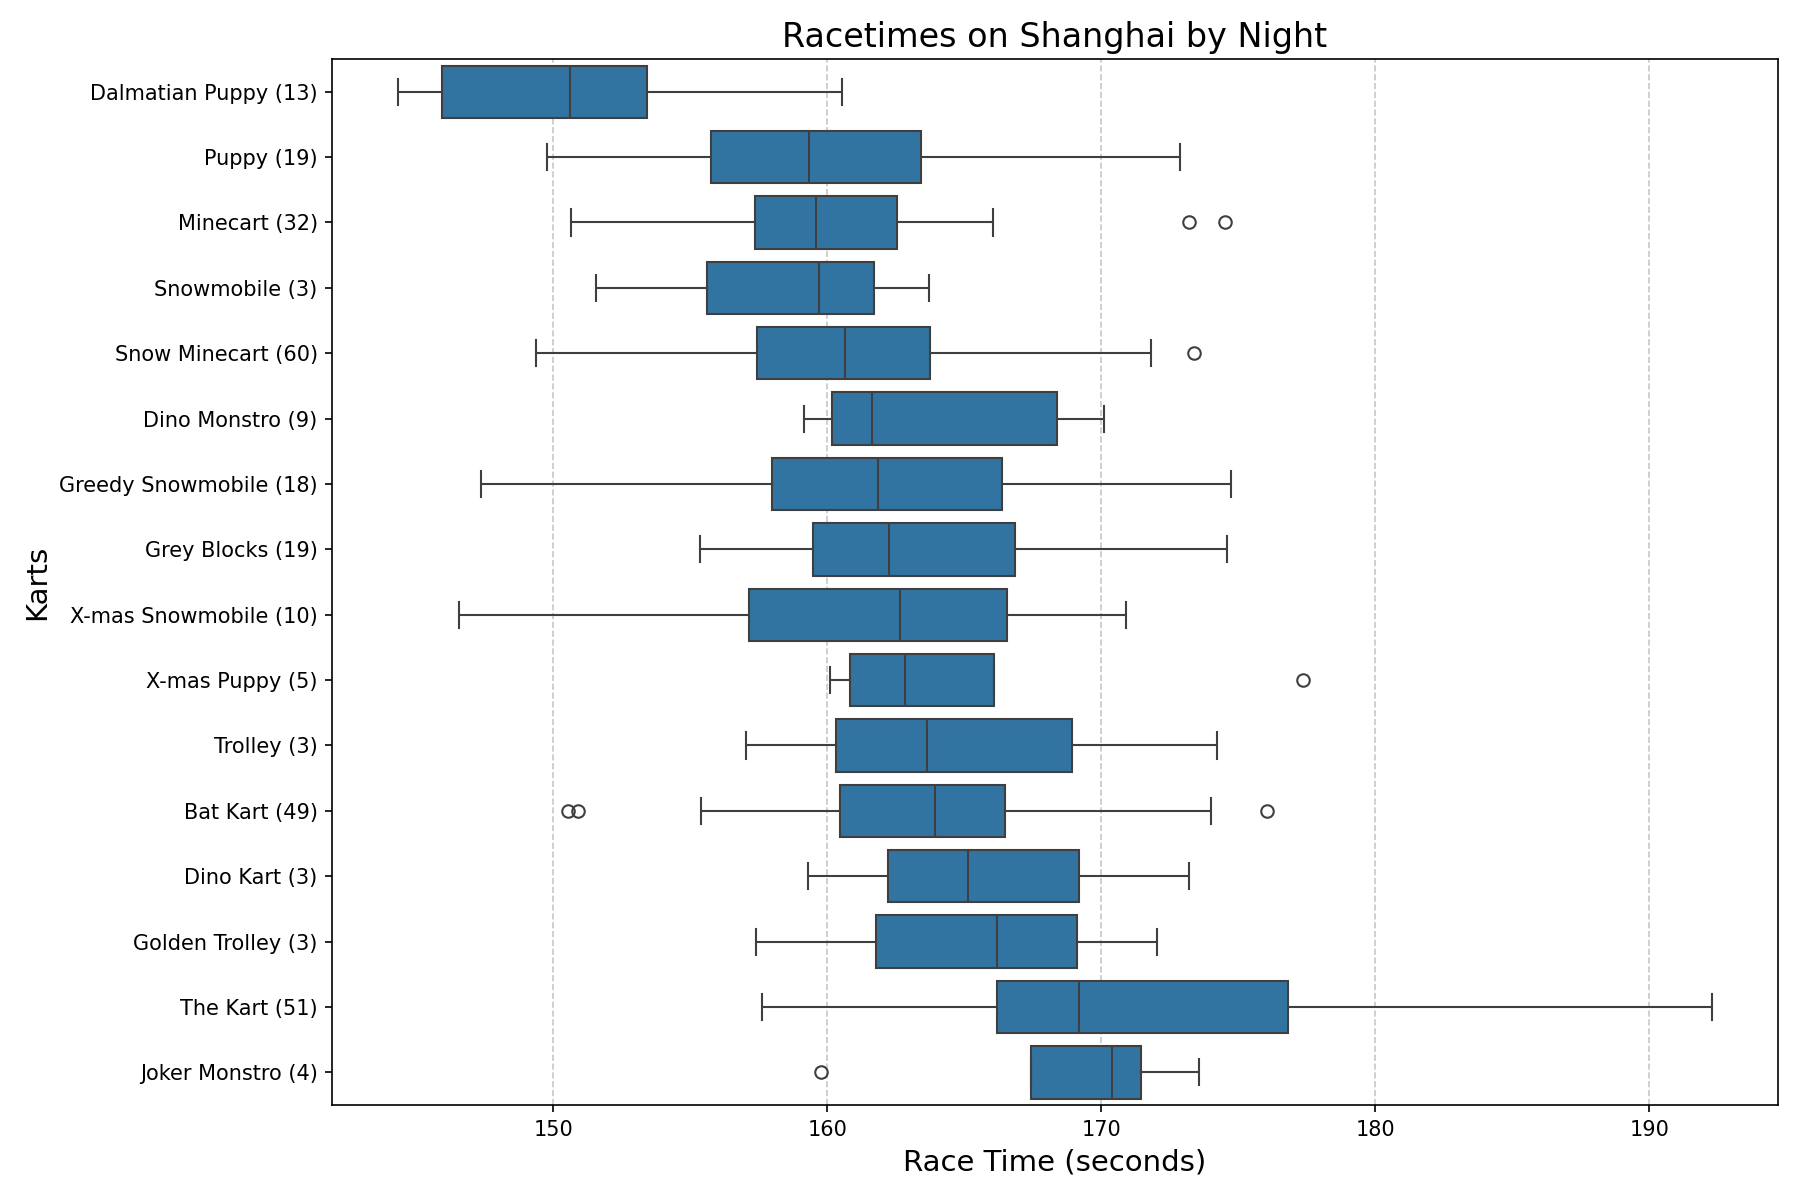 Racetimes on Shanghai by Night
Dalmatian Puppy (13)
Puppy (19)
Minecart (32)
Snowmobile (3)
Snow Minecart (60)
Dino Monstro (9)
Greedy Snowmobile (18)
Grey Blocks (19)
X-mas Snowmobile (10)
X-mas Puppy (5)
Trolley (3)
Bat Kart (49)
Dino Kart (3)
Golden Trolley (3)
The Kart (51)
Joker Monstro (4)
Karts
150 160 170 180 190
Race Time (seconds)